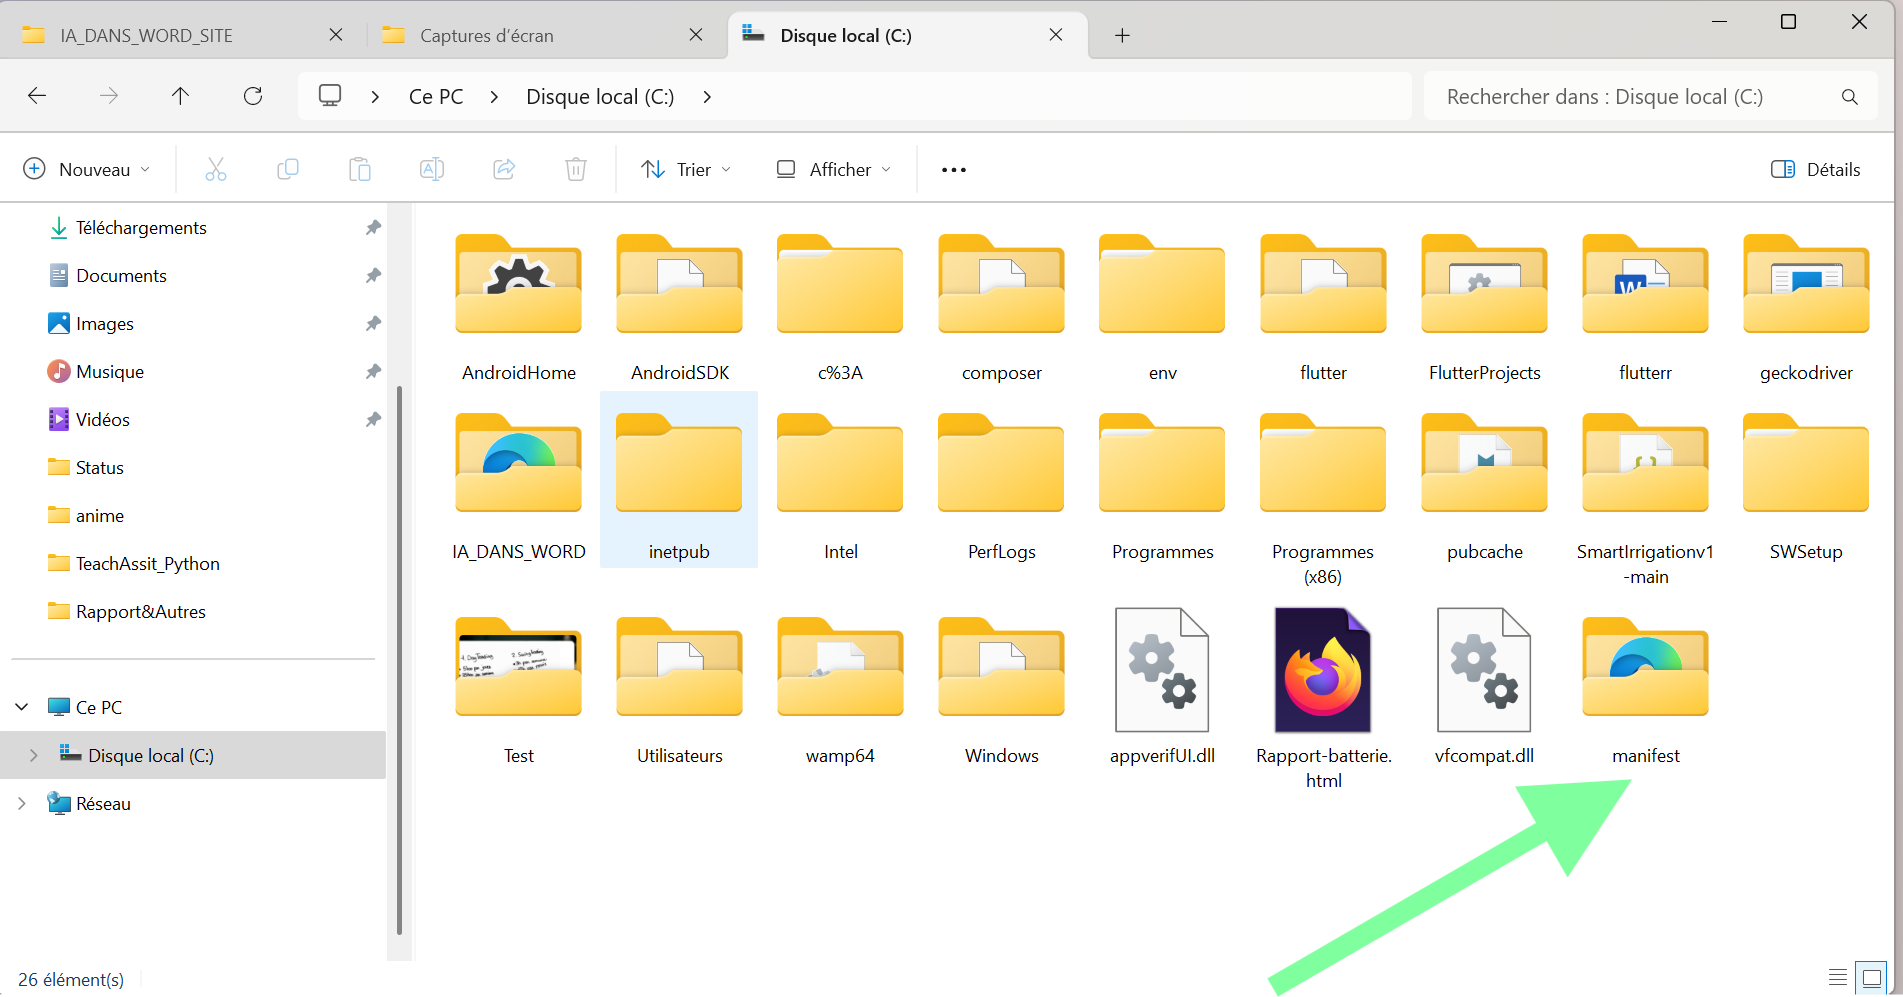 IA_DANS_WORD_SITE
Captures d'écran
Disque local (C:)
Ce PC
Disque local (C:)
Rechercher dans : Disque local (C:)
Nouveau
Trier
Afficher
Détails
Téléchargements
Documents
Images
Musique
Vidéos
Status
anime
TeachAssit_Python
Rapport&Autres
Ce PC
Disque local (C:)
Réseau
AndroidHome
AndroidSDK
c%3A
composer
env
flutter
FlutterProjects
flutterr
geckodriver
IA_DANS_WORD
inetpub
Intel
PerfLogs
Programmes
Programmes
(x86)
pubcache
SmartIrrigationv1
-main
SWSetup
Test
Utilisateurs
wamp64
Windows
appverifUI.dll
Rapport-batterie.
html
vfcompat.dll
manifest
26 élément(s)